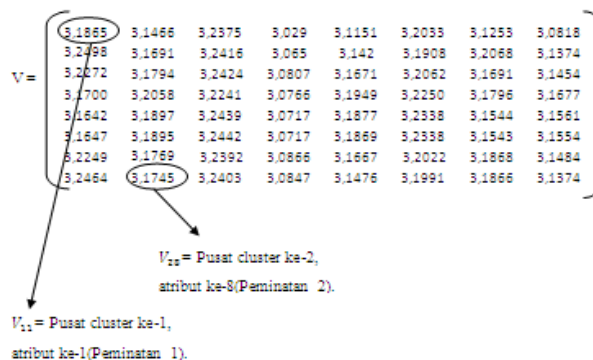 3,1865 3,1466 3,2375 3,029 3,1151 3,2033 3,1253 3,0818
3,2498 3,1691 3,2416 3,065 3,142 3,1908 3,2068 3,1374
V = 3,2272 3,1794 3,2424 3,0807 3,1671 3,2062 3,1691 3,1454
3,1700 3,2058 3,2241 3,0766 3,1949 3,2250 3,1796 3,1677
3,1642 3,1897 3,2439 3,0717 3,1877 3,2338 3,1544 3,1561
3,1647 3,1895 3,2442 3,0717 3,1869 3,2338 3,1543 3,1554
3,2249 3,1769 3,2392 3,0866 3,1667 3,2022 3,1868 3,1484
3,2464 3,1745 3,2403 3,0847 3,1476 3,1991 3,1866 3,1374
V₂₈ = Pusat cluster ke-2,
atribut ke-8(Peminatan 2).
V₁₁ = Pusat cluster ke-1,
atribut ke-1(Peminatan 1).